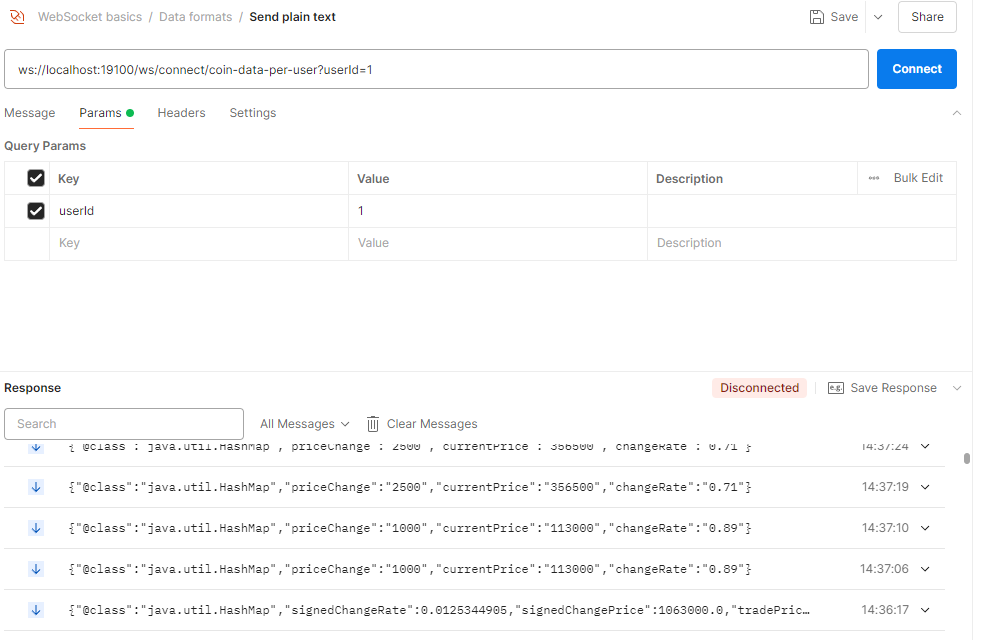 WebSocket basics / Data formats / Send plain text
Save
Share
ws://localhost:19100/ws/connect/coin-data-per-user?userId=1
Connect
Message Params Headers Settings
Query Params
Key Value Description ••• Bulk Edit
userId 1
Key Value Description
Response Disconnected e.g. Save Response
Search All Messages Clear Messages
{"@class":"java.util.HashMap","priceChange":"2500","currentPrice":"356500","changeRate":"0.71"} 14:37:24
{"@class":"java.util.HashMap","priceChange":"2500","currentPrice":"356500","changeRate":"0.71"} 14:37:19
{"@class":"java.util.HashMap","priceChange":"1000","currentPrice":"113000","changeRate":"0.89"} 14:37:10
{"@class":"java.util.HashMap","priceChange":"1000","currentPrice":"113000","changeRate":"0.89"} 14:37:06
{"@class":"java.util.HashMap","signedChangeRate":0.0125344905,"signedChangePrice":1063000.0,"tradePric... 14:36:17